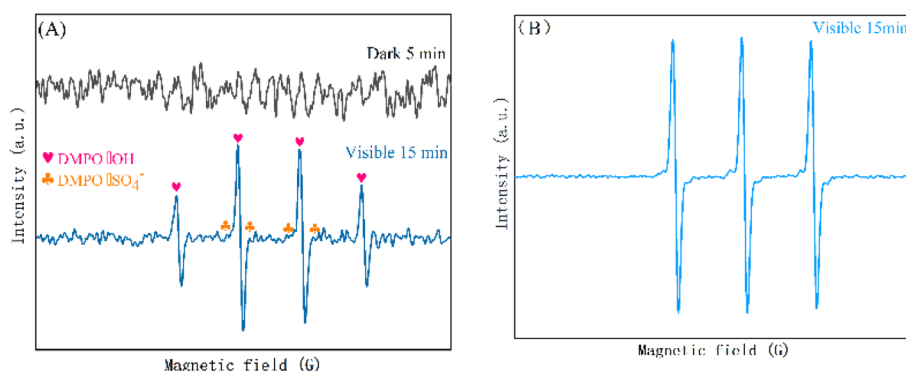 (A)
Dark 5 min
♥ DMPO▯OH
Visible 15 min
♣ DMPO▯SO₄⁻
Intensity (a.u.)
Magnetic field (G)
(B)
Visible 15min
Intensity (a.u.)
Magnetic field (G)